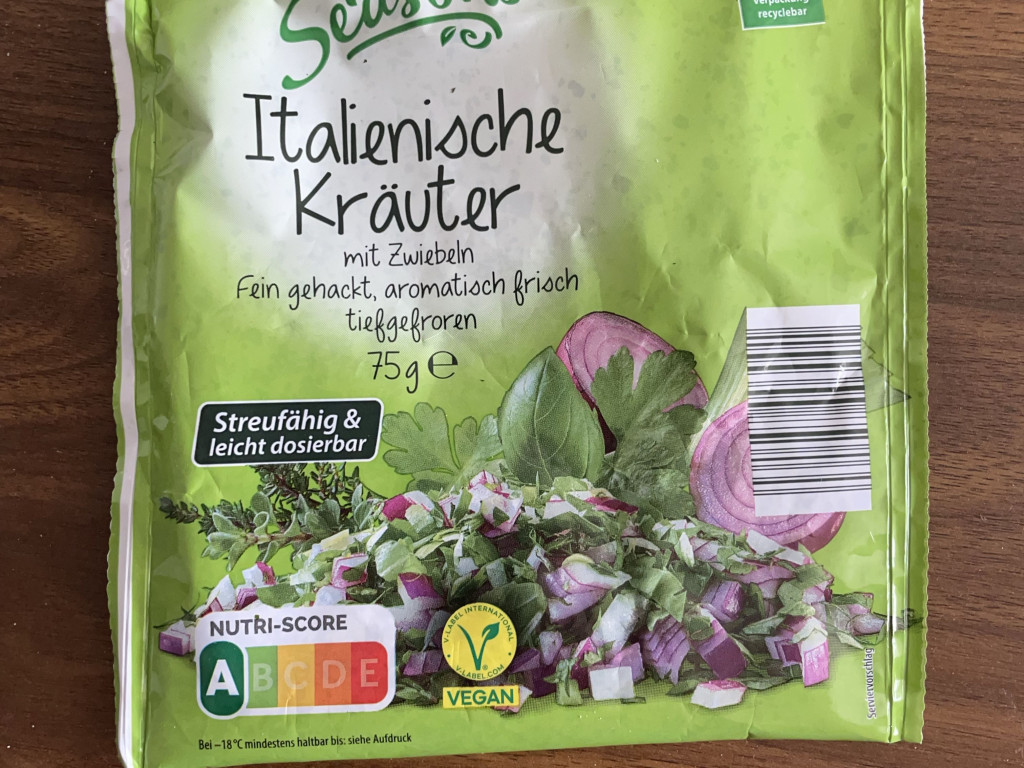 Verpackung
recyclebar
Italienische
Kräuter
mit Zwiebeln
Fein gehackt, aromatisch frisch
tiefgefroren
75g e
Streufähig &
leicht dosierbar
NUTRI-SCORE
A B C D E
V-LABEL INTERNATIONAL
V-LABEL.COM
VEGAN
Serviervorschlag
Bei –18°C mindestens haltbar bis: siehe Aufdruck